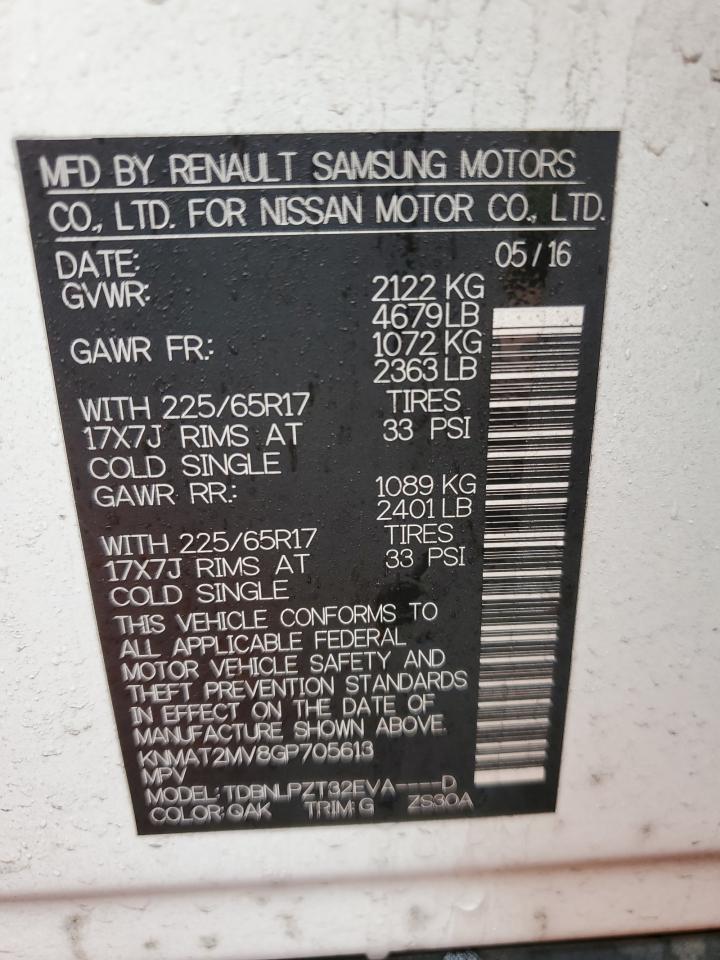 MFD BY RENAULT SAMSUNG MOTORS
CO., LTD. FOR NISSAN MOTOR CO., LTD.
DATE: 05/16
GVWR: 2122 KG
4679 LB
GAWR FR.: 1072 KG
2363 LB
WITH 225/65R17 TIRES
17X7J RIMS AT 33 PSI
COLD SINGLE
GAWR RR.: 1089 KG
2401 LB
WITH 225/65R17 TIRES
17X7J RIMS AT 33 PSI
COLD SINGLE
THIS VEHICLE CONFORMS TO
ALL APPLICABLE FEDERAL
MOTOR VEHICLE SAFETY AND
THEFT PREVENTION STANDARDS
IN EFFECT ON THE DATE OF
MANUFACTURE SHOWN ABOVE.
KNMAT2MV8GP705613
MPV
MODEL: TDBNLPZT32EVA----D
COLOR: QAK TRIM: G ZS30A